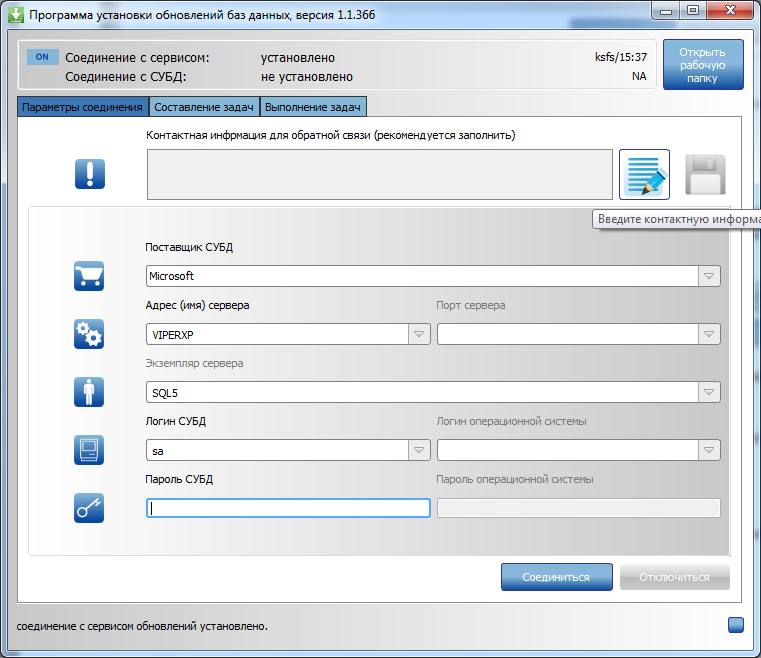 Программа установки обновлений баз данных, версия 1.1.366
ON Соединение с сервисом: установлено ksfs/15:37
Соединение с СУБД: не установлено NA
Открыть
рабочую
папку
Параметры соединения Составление задач Выполнение задач
Контактная инфрмация для обратной связи (рекомендуется заполнить)
Введите контактную информа
Поставщик СУБД
Microsoft
Адрес (имя) сервера Порт сервера
VIPERXP
Экземпляр сервера
SQL5
Логин СУБД Логин операционной системы
sa
Пароль СУБД Пароль операционной системы
Соединиться Отключиться
соединение с сервисом обновлений установлено.